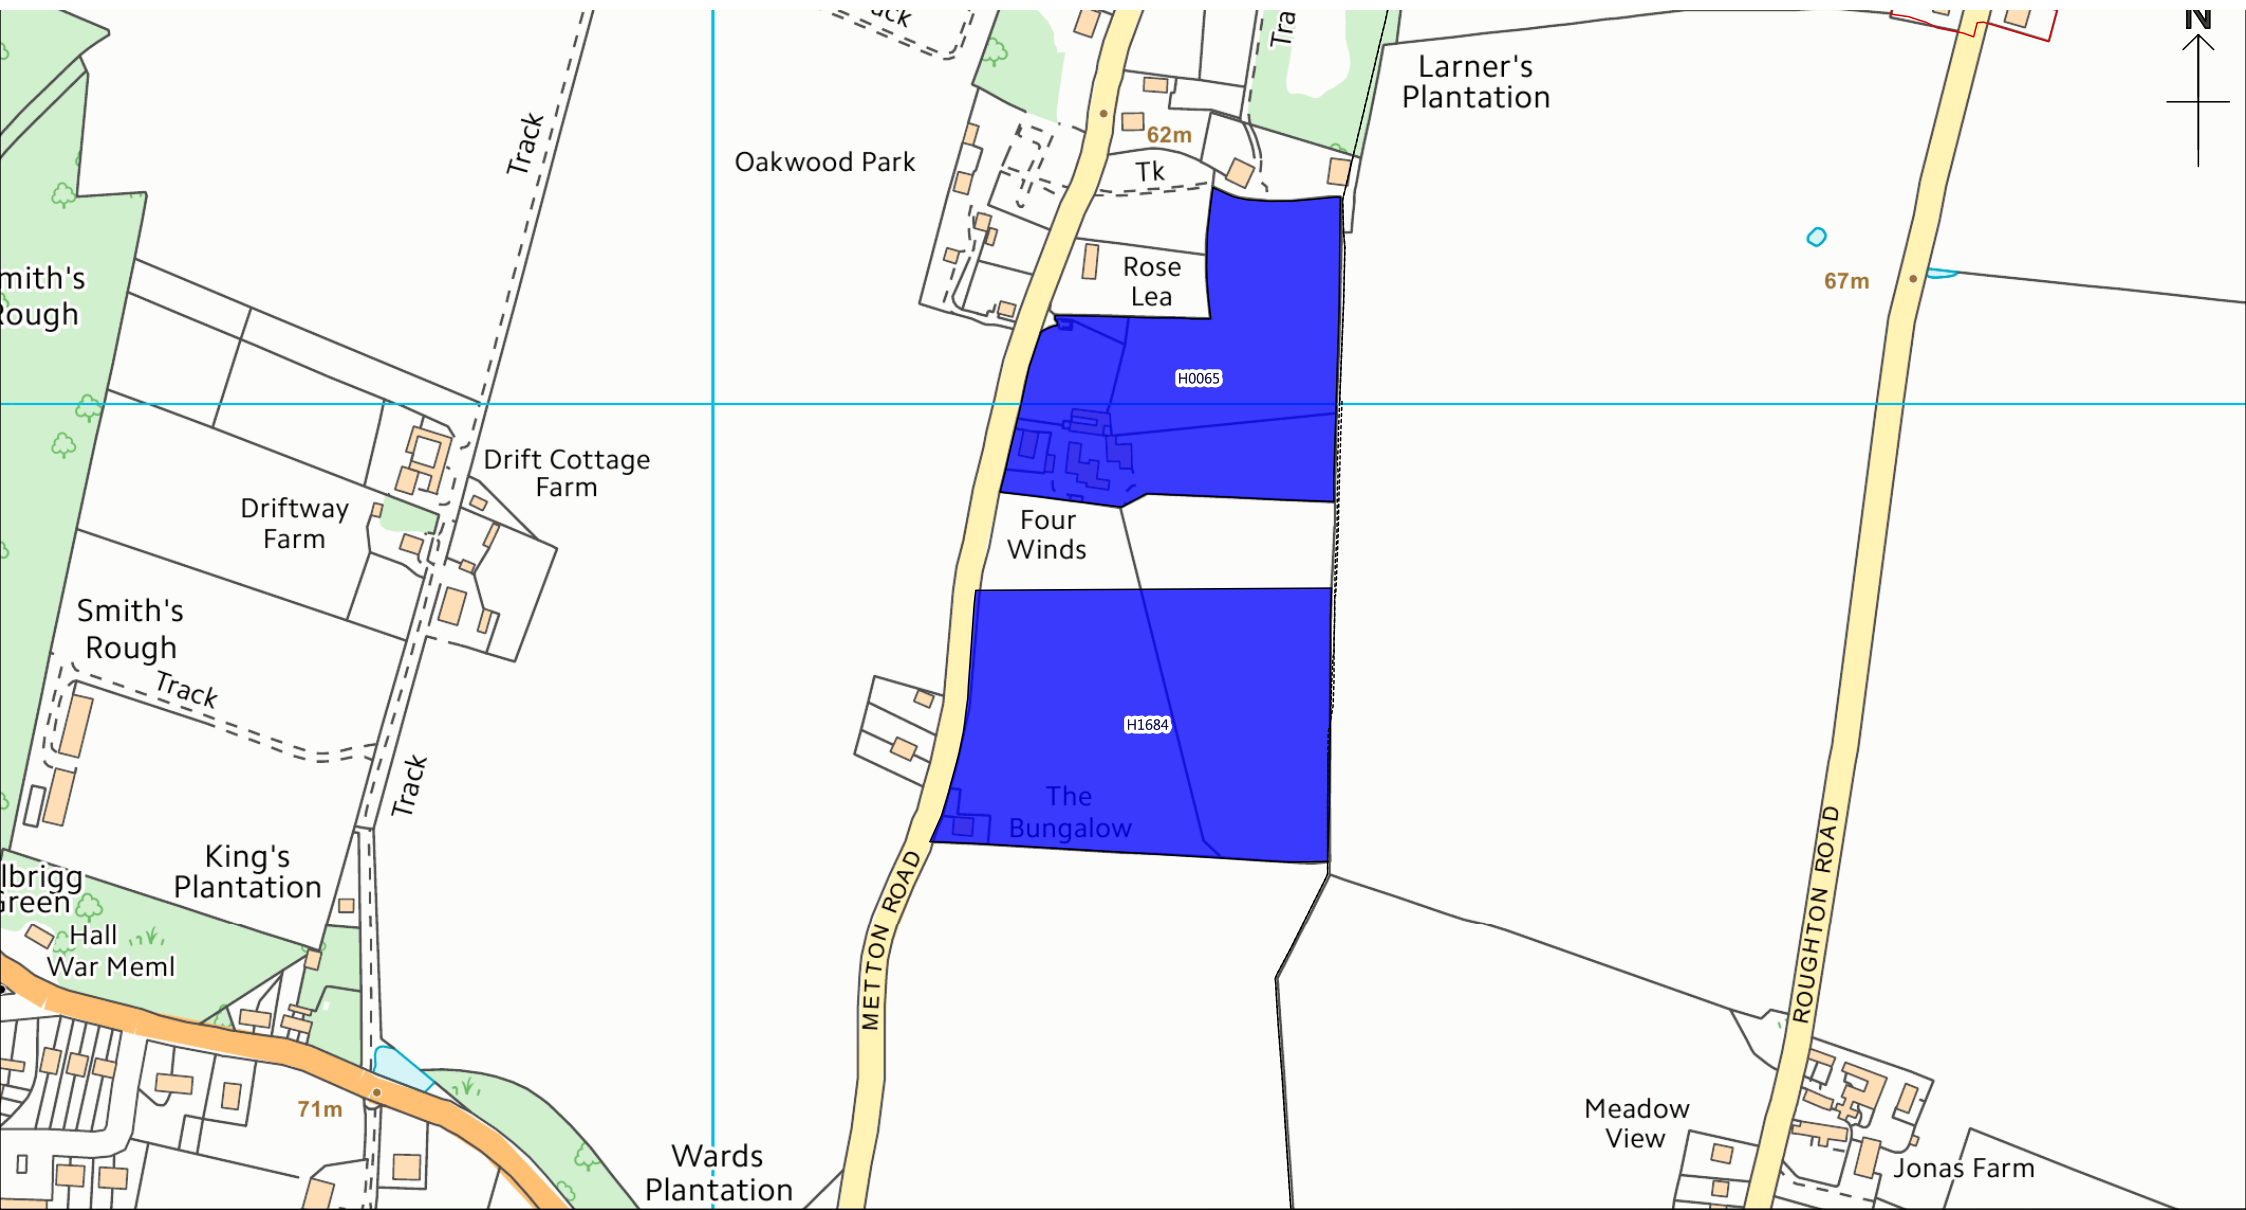 N
Larner's
Plantation
Track
62m
Oakwood Park
Tk
Rose
Lea
67m
H0065
Drift Cottage
Farm
Driftway
Farm
Four
Winds
Smith's
Rough
Track
H1684
Track
The
Bungalow
King's
Plantation
METTON ROAD
ROUGHTON ROAD
Green
Hall
War Meml
71m
Meadow
View
Wards
Plantation
Jonas Farm